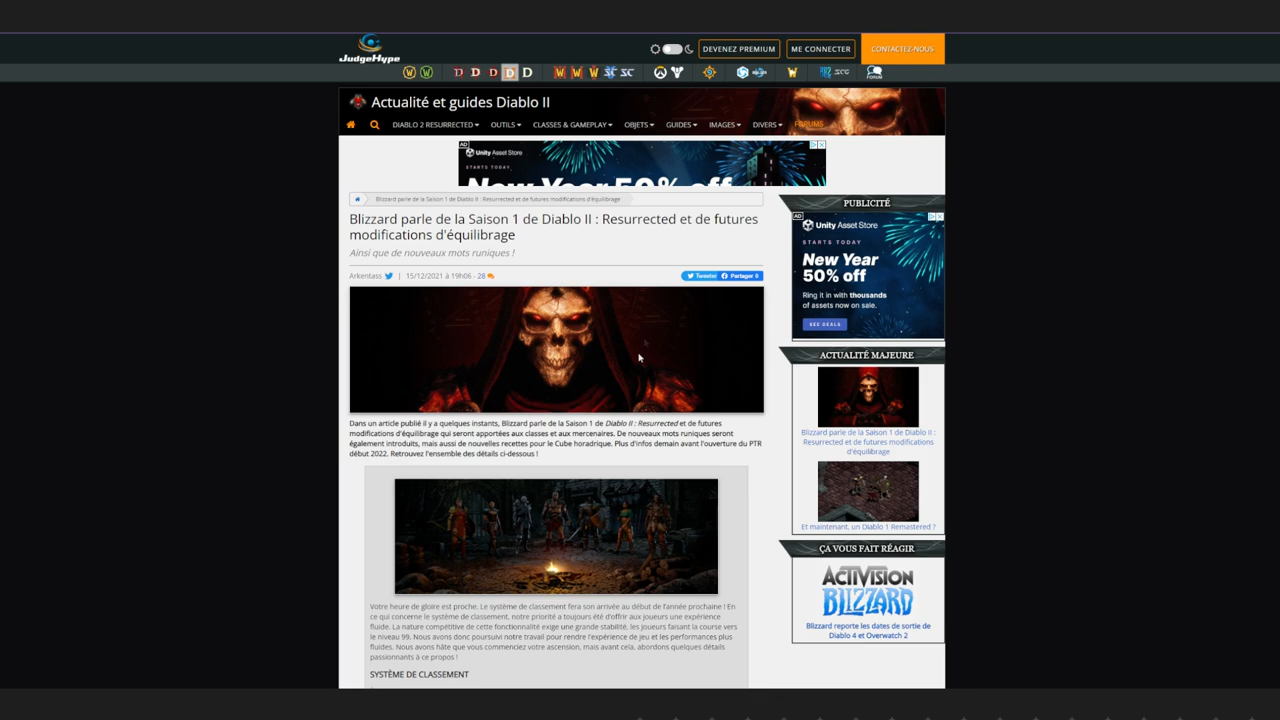 JudgeHype
DEVENEZ PREMIUM
ME CONNECTER
CONTACTEZ-NOUS
Actualité et guides Diablo II
DIABLO 2 RESURRECTED
OUTILS
CLASSES & GAMEPLAY
OBJETS
GUIDES
IMAGES
DIVERS
FORUMS
AD
Unity Asset Store
STARTS TODAY
New Year 50% off
Blizzard parle de la Saison 1 de Diablo II : Resurrected et de futures modifications d'équilibrage
Blizzard parle de la Saison 1 de Diablo II : Resurrected et de futures
modifications d'équilibrage
Ainsi que de nouveaux mots runiques !
Arkentass | 15/12/2021 à 19h06 - 28
Tweeter
Partager 0
Dans un article publié il y a quelques instants, Blizzard parle de la Saison 1 de Diablo II : Resurrected et de futures
modifications d'équilibrage qui seront apportées aux classes et aux mercenaires. De nouveaux mots runiques seront
également introduits, mais aussi de nouvelles recettes pour le Cube horadrique. Plus d'infos demain avant l'ouverture du PTR
début 2022. Retrouvez l'ensemble des détails ci-dessous !
Votre heure de gloire est proche. Le système de classement fera son arrivée au début de l'année prochaine ! En
ce qui concerne le système de classement, notre priorité a toujours été d'offrir aux joueurs une expérience
fluide. La nature compétitive de cette fonctionnalité exige une grande stabilité, les joueurs faisant la course vers
le niveau 99. Nous avons donc poursuivi notre travail pour rendre l'expérience de jeu et les performances plus
fluides. Nous avons hâte que vous commenciez votre ascension, mais avant cela, abordons quelques détails
passionnants à ce propos !
SYSTÈME DE CLASSEMENT
PUBLICITÉ
AD
Unity Asset Store
STARTS TODAY
New Year
50% off
Ring it in with thousands
of assets now on sale.
SEE DEALS
ACTUALITÉ MAJEURE
Blizzard parle de la Saison 1 de Diablo II :
Resurrected et de futures modifications
d'équilibrage
Et maintenant, un Diablo 1 Remastered ?
ÇA VOUS FAIT RÉAGIR
ACTIVISION
BLIZZARD
Blizzard reporte les dates de sortie de
Diablo 4 et Overwatch 2